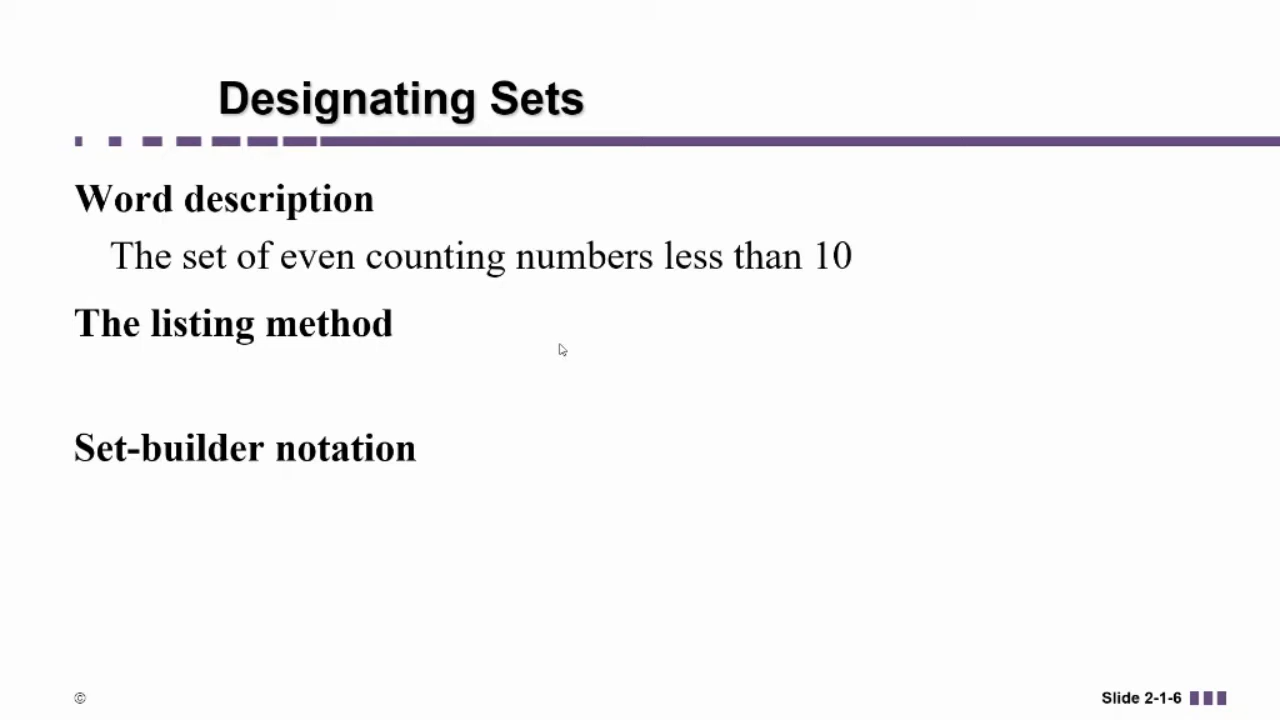 Designating Sets
Word description
The set of even counting numbers less than 10
The listing method
Set-builder notation
©
Slide 2-1-6